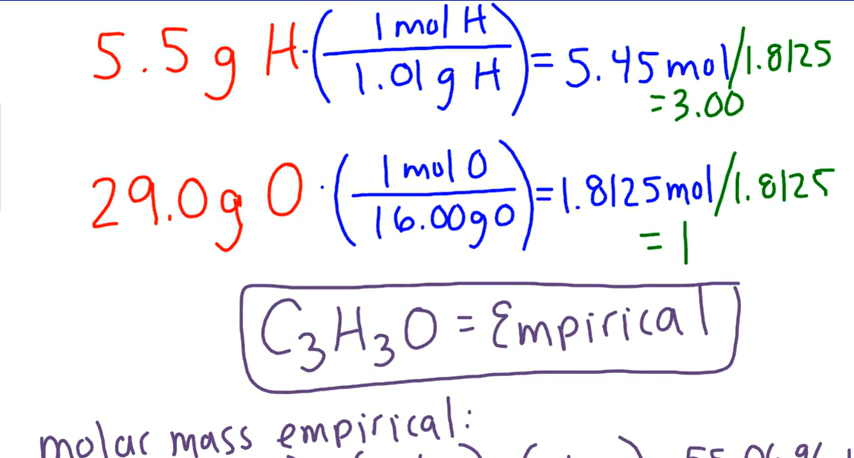 5.5 g H · ( 1 mol H / 1.01 g H ) = 5.45 mol / 1.8125
= 3.00
29.0 g O · ( 1 mol O / 16.00 g O ) = 1.8125 mol / 1.8125
= 1
C₃H₃O = Empirical
molar mass empirical: